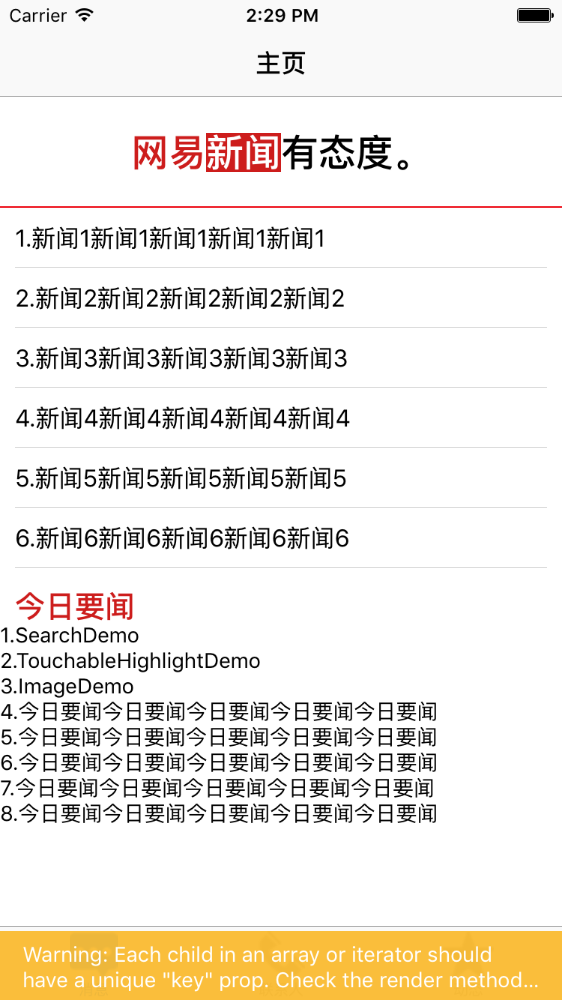 Carrier 2:29 PM
主页
网易新闻有态度。
1.新闻1新闻1新闻1新闻1新闻1
2.新闻2新闻2新闻2新闻2新闻2
3.新闻3新闻3新闻3新闻3新闻3
4.新闻4新闻4新闻4新闻4新闻4
5.新闻5新闻5新闻5新闻5新闻5
6.新闻6新闻6新闻6新闻6新闻6
今日要闻
1.SearchDemo
2.TouchableHighlightDemo
3.ImageDemo
4.今日要闻今日要闻今日要闻今日要闻今日要闻
5.今日要闻今日要闻今日要闻今日要闻今日要闻
6.今日要闻今日要闻今日要闻今日要闻今日要闻
7.今日要闻今日要闻今日要闻今日要闻今日要闻
8.今日要闻今日要闻今日要闻今日要闻今日要闻
Warning: Each child in an array or iterator should
have a unique "key" prop. Check the render method...